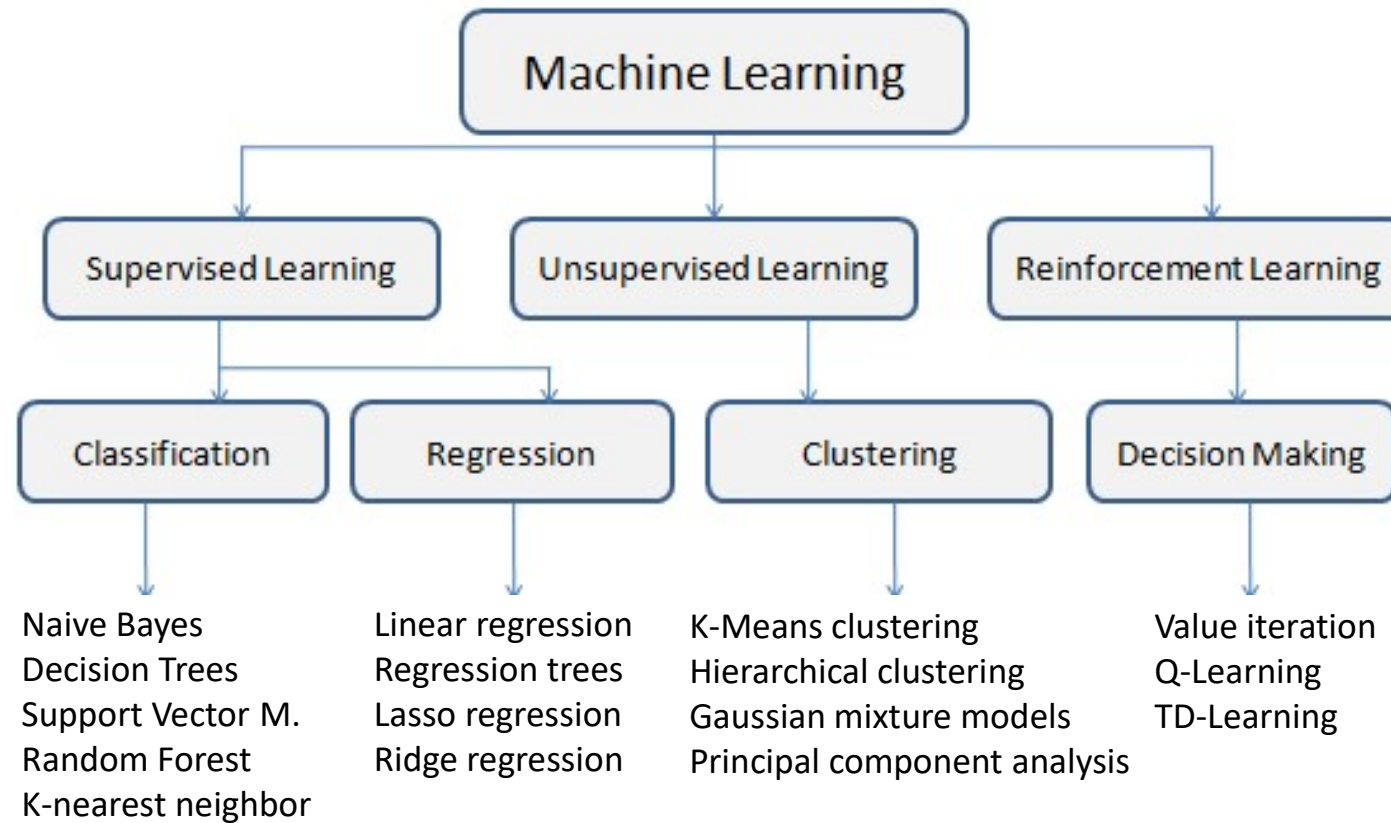 Machine Learning
Supervised Learning
Unsupervised Learning
Reinforcement Learning
Classification
Regression
Clustering
Decision Making
Naive Bayes
Decision Trees
Support Vector M.
Random Forest
K-nearest neighbor
Linear regression
Regression trees
Lasso regression
Ridge regression
K-Means clustering
Hierarchical clustering
Gaussian mixture models
Principal component analysis
Value iteration
Q-Learning
TD-Learning